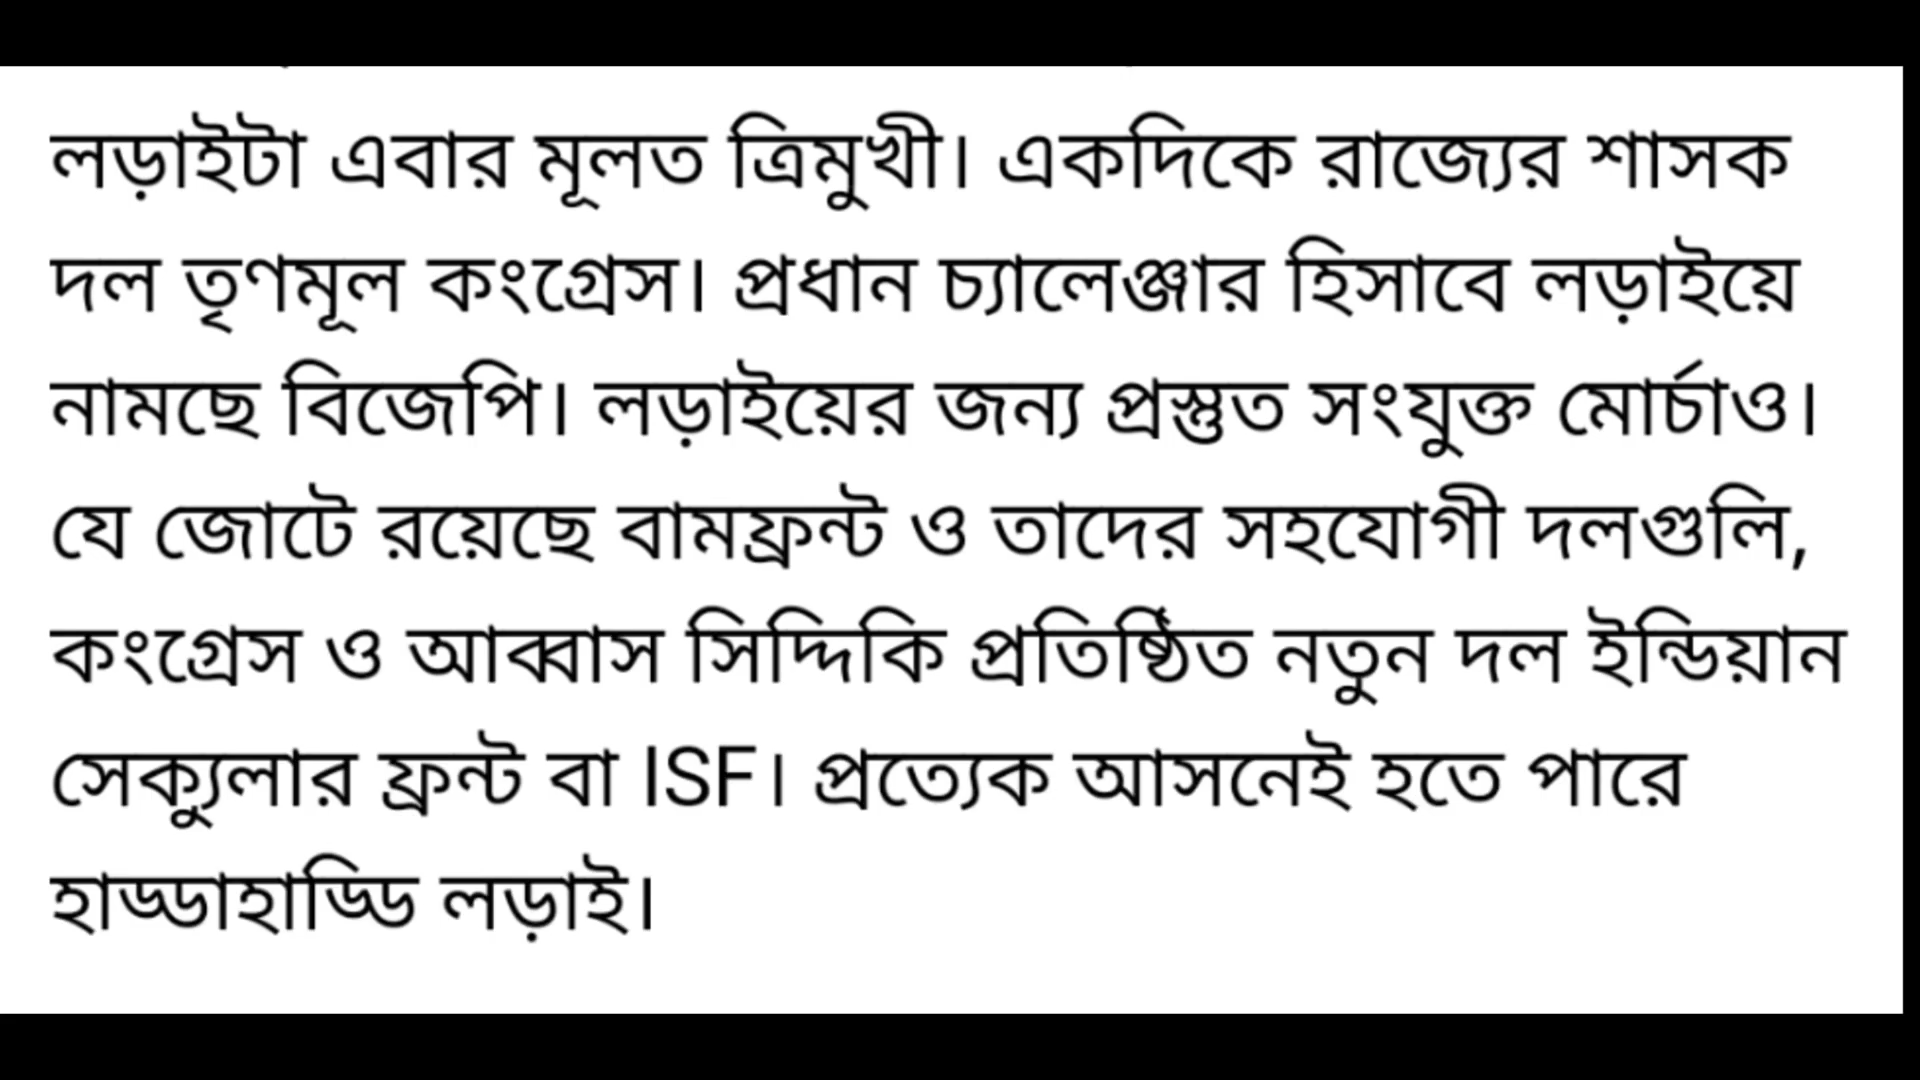 লড়াইটা এবার মূলত ত্রিমুখী। একদিকে রাজ্যের শাসক
দল তৃণমূল কংগ্রেস। প্রধান চ্যালেঞ্জার হিসাবে লড়াইয়ে
নামছে বিজেপি। লড়াইয়ের জন্য প্রস্তুত সংযুক্ত মোর্চাও।
যে জোটে রয়েছে বামফ্রন্ট ও তাদের সহযোগী দলগুলি,
কংগ্রেস ও আব্বাস সিদ্দিকি প্রতিষ্ঠিত নতুন দল ইন্ডিয়ান
সেক্যুলার ফ্রন্ট বা ISF। প্রত্যেক আসনেই হতে পারে
হাড্ডাহাড্ডি লড়াই।